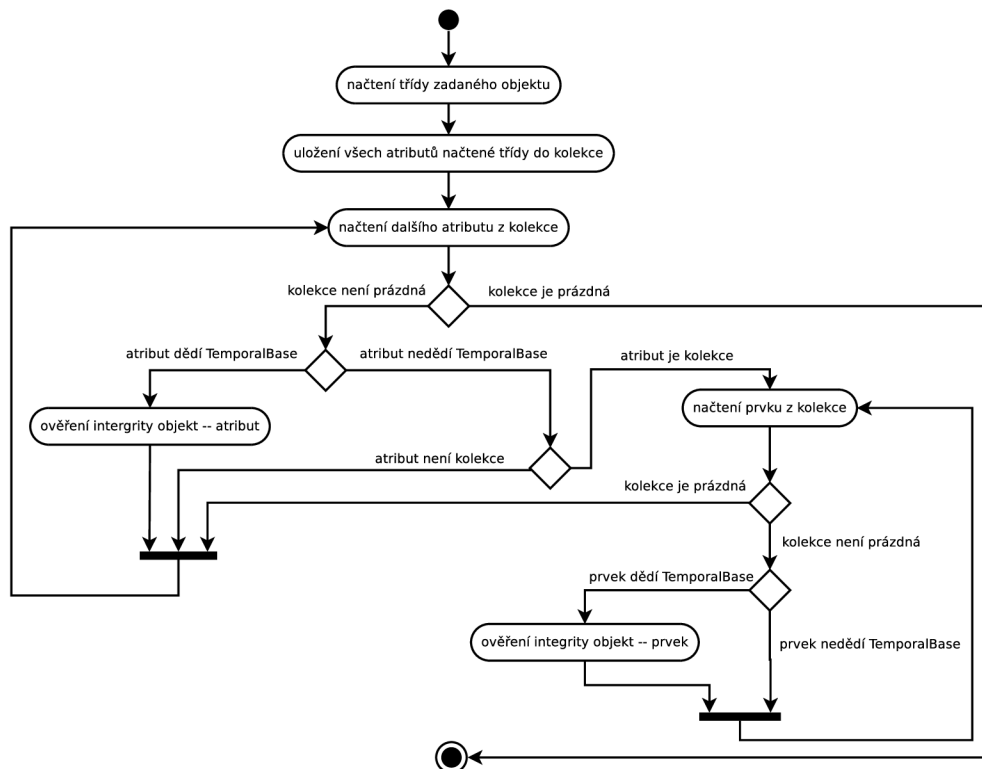 načtení třídy zadaného objektu
uložení všech atributů načtené třídy do kolekce
načtení dalšího atributu z kolekce
kolekce není prázdná
kolekce je prázdná
atribut dědí TemporalBase
atribut nedědí TemporalBase
atribut je kolekce
načtení prvku z kolekce
ověření intergrity objekt -- atribut
atribut není kolekce
kolekce je prázdná
kolekce není prázdná
prvek dědí TemporalBase
ověření integrity objekt -- prvek
prvek nedědí TemporalBase